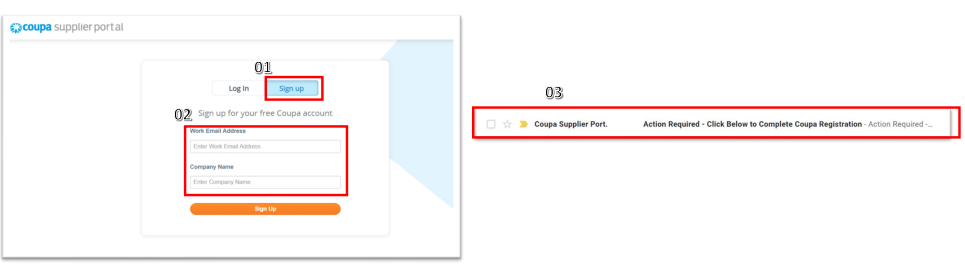 coupa supplier portal
01
Log In Sign up
02 Sign up for your free Coupa account
Work Email Address
Enter Work Email Address
Company Name
Enter Company Name
Sign Up
03
Coupa Supplier Port. Action Required - Click Below to Complete Coupa Registration - Action Required -...